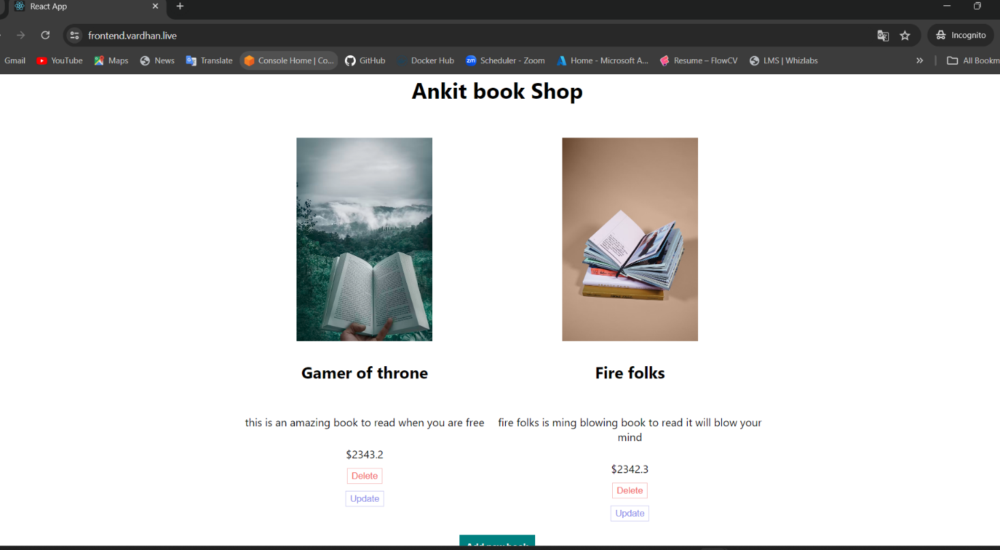 React App
frontend.vardhan.live
Incognito
Gmail
YouTube
Maps
News
Translate
Console Home | Co...
GitHub
Docker Hub
Scheduler - Zoom
Home - Microsoft A...
Resume – FlowCV
LMS | Whizlabs
»
All Bookm
Ankit book Shop
Gamer of throne
Fire folks
this is an amazing book to read when you are free
fire folks is ming blowing book to read it will blow your
mind
$2343.2
$2342.3
Delete
Delete
Update
Update
Add new book